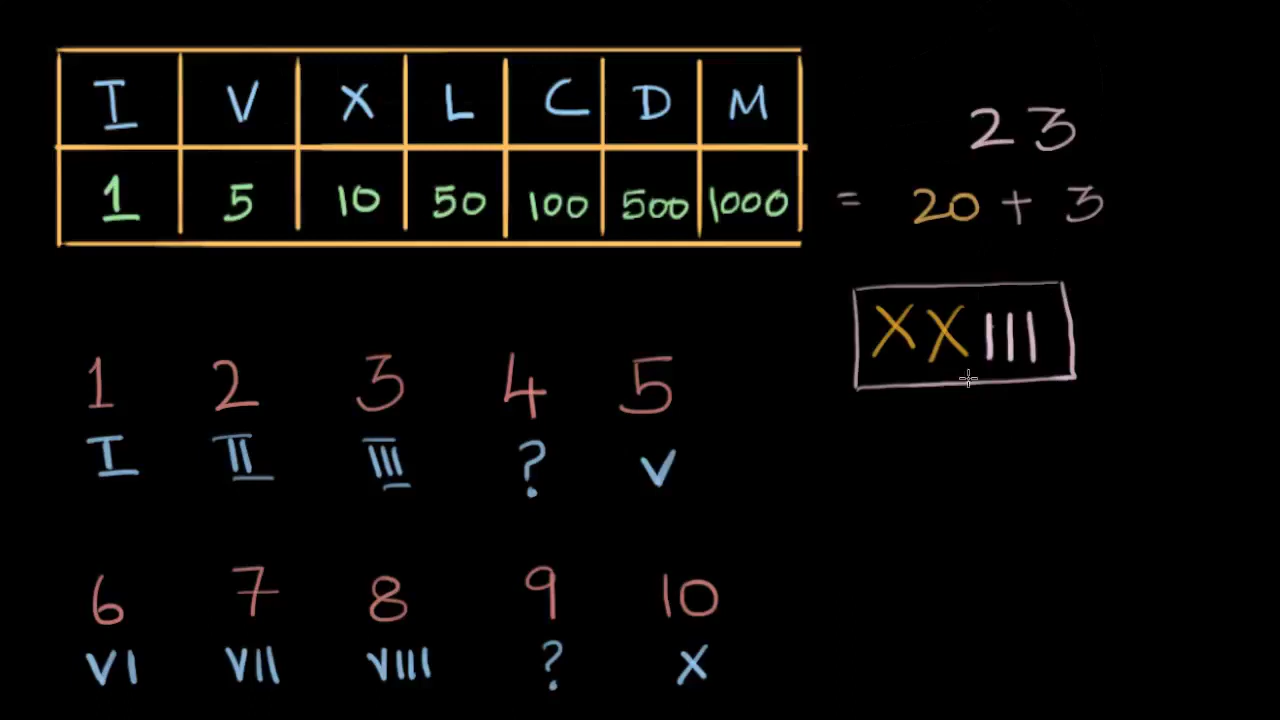 I V X L C D M
1 5 10 50 100 500 1000
23
= 20 + 3
XXIII
1 2 3 4 5
I II III ? V
6 7 8 9 10
VI VII VIII ? X